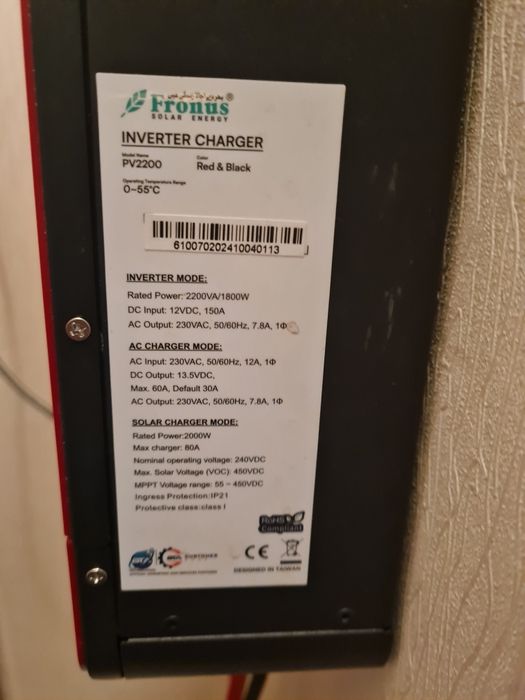 Fronus®
SOLAR ENERGY
INVERTER CHARGER
Model Name
PV2200
Color
Red & Black
Operating Temperature Range
0~55°C
610070202410040113
INVERTER MODE:
Rated Power: 2200VA/1800W
DC Input: 12VDC, 150A
AC Output: 230VAC, 50/60Hz, 7.8A, 1Φ
AC CHARGER MODE:
AC Input: 230VAC, 50/60Hz, 12A, 1Φ
DC Output: 13.5VDC,
Max. 60A, Default 30A
AC Output: 230VAC, 50/60Hz, 7.8A, 1Φ
SOLAR CHARGER MODE:
Rated Power:2000W
Max charger: 80A
Nominal operating voltage: 240VDC
Max. Solar Voltage (VOC): 450VDC
MPPT Voltage range: 55 ~ 450VDC
Ingress Protection:IP21
Protective class:class I
RoHS
Compliant
CUSTOMER
CE
DESIGNED IN TAIWAN